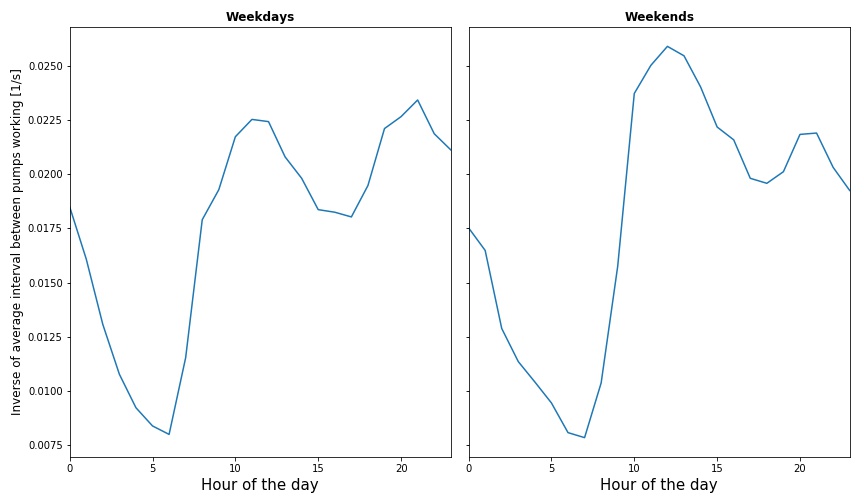 Weekdays
Weekends
Inverse of average interval between pumps working [1/s]
0.0250
0.0225
0.0200
0.0175
0.0150
0.0125
0.0100
0.0075
0 5 10 15 20
0 5 10 15 20
Hour of the day
Hour of the day